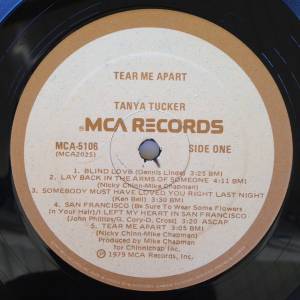 TEAR ME APART
TANYA TUCKER
MCA RECORDS
MCA-5106
(MCA2025)
SIDE ONE
1. BLIND LOVE (Dennis Linde) 3:25 BMI
2. LAY BACK IN THE ARMS OF SOMEONE 4:11 BMI
(Nicky Chinn-Mike Chapman)
3. SOMEBODY MUST HAVE LOVED YOU RIGHT LAST NIGHT
(Ken Bell) 3:30 BMI
4. SAN FRANCISCO (Be Sure To Wear Some Flowers
in Your Hair)/I LEFT MY HEART IN SAN FRANCISCO
(John Phillips/G. Cory-D. Cross) 3:20 ASCAP
5. TEAR ME APART 3:05 BMI
(Nicky Chinn-Mike Chapman)
Produced by Mike Chapman
for Chinnichap Inc.
©1979 MCA Records, Inc.